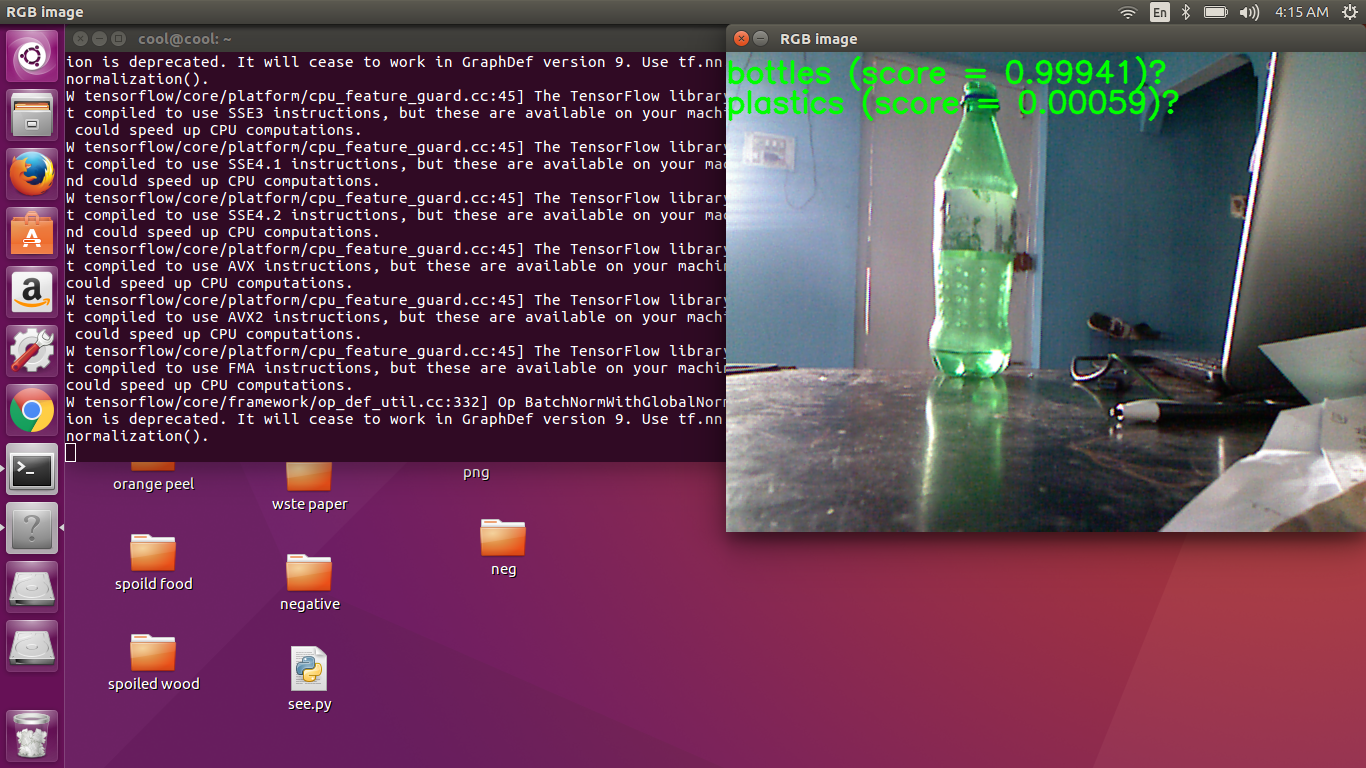 RGB image
En
4:15 AM
cool@cool: ~
ion is deprecated. It will cease to work in GraphDef version 9. Use tf.nn
normalization().
W tensorflow/core/platform/cpu_feature_guard.cc:45] The TensorFlow library
t compiled to use SSE3 instructions, but these are available on your machi
could speed up CPU computations.
W tensorflow/core/platform/cpu_feature_guard.cc:45] The TensorFlow library
t compiled to use SSE4.1 instructions, but these are available on your mac
nd could speed up CPU computations.
W tensorflow/core/platform/cpu_feature_guard.cc:45] The TensorFlow library
t compiled to use SSE4.2 instructions, but these are available on your mac
nd could speed up CPU computations.
W tensorflow/core/platform/cpu_feature_guard.cc:45] The TensorFlow library
t compiled to use AVX instructions, but these are available on your machin
could speed up CPU computations.
W tensorflow/core/platform/cpu_feature_guard.cc:45] The TensorFlow library
t compiled to use AVX2 instructions, but these are available on your machi
could speed up CPU computations.
W tensorflow/core/platform/cpu_feature_guard.cc:45] The TensorFlow library
t compiled to use FMA instructions, but these are available on your machin
could speed up CPU computations.
W tensorflow/core/framework/op_def_util.cc:332] Op BatchNormWithGlobalNorm
ion is deprecated. It will cease to work in GraphDef version 9. Use tf.nn
normalization().
RGB image
bottles (score = 0.99941)?
plastics (score = 0.00059)?
orange peel
wste paper
png
spoild food
negative
neg
spoiled wood
see.py